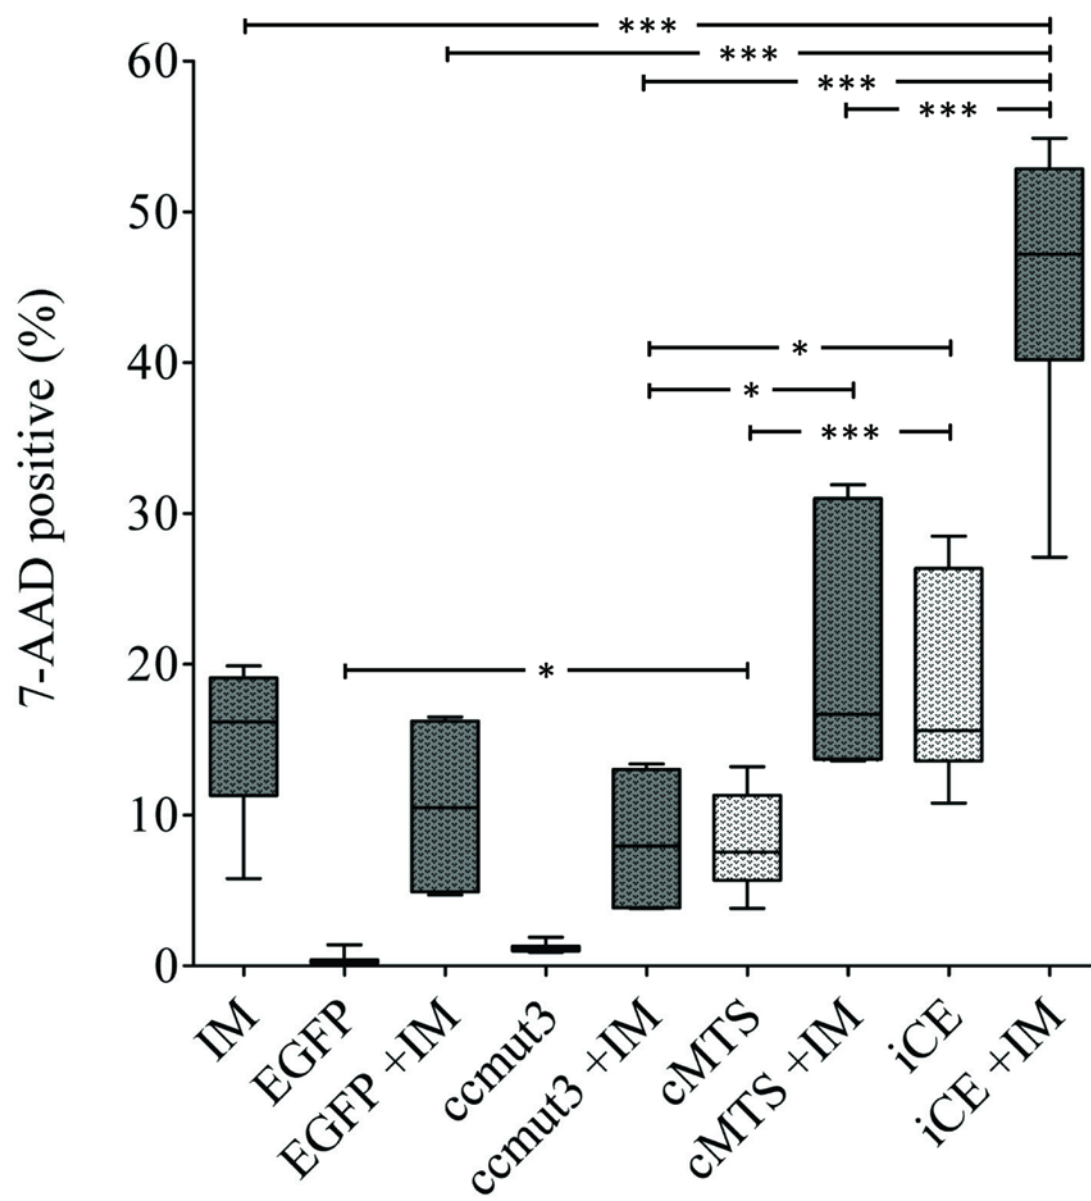 ***
***
***
***
60
50
40
30
20
10
0
7-AAD positive (%)
*
*
***
*
IM
EGFP
EGFP +IM
ccmut3
ccmut3 +IM
cMTS
cMTS +IM
iCE
iCE +IM